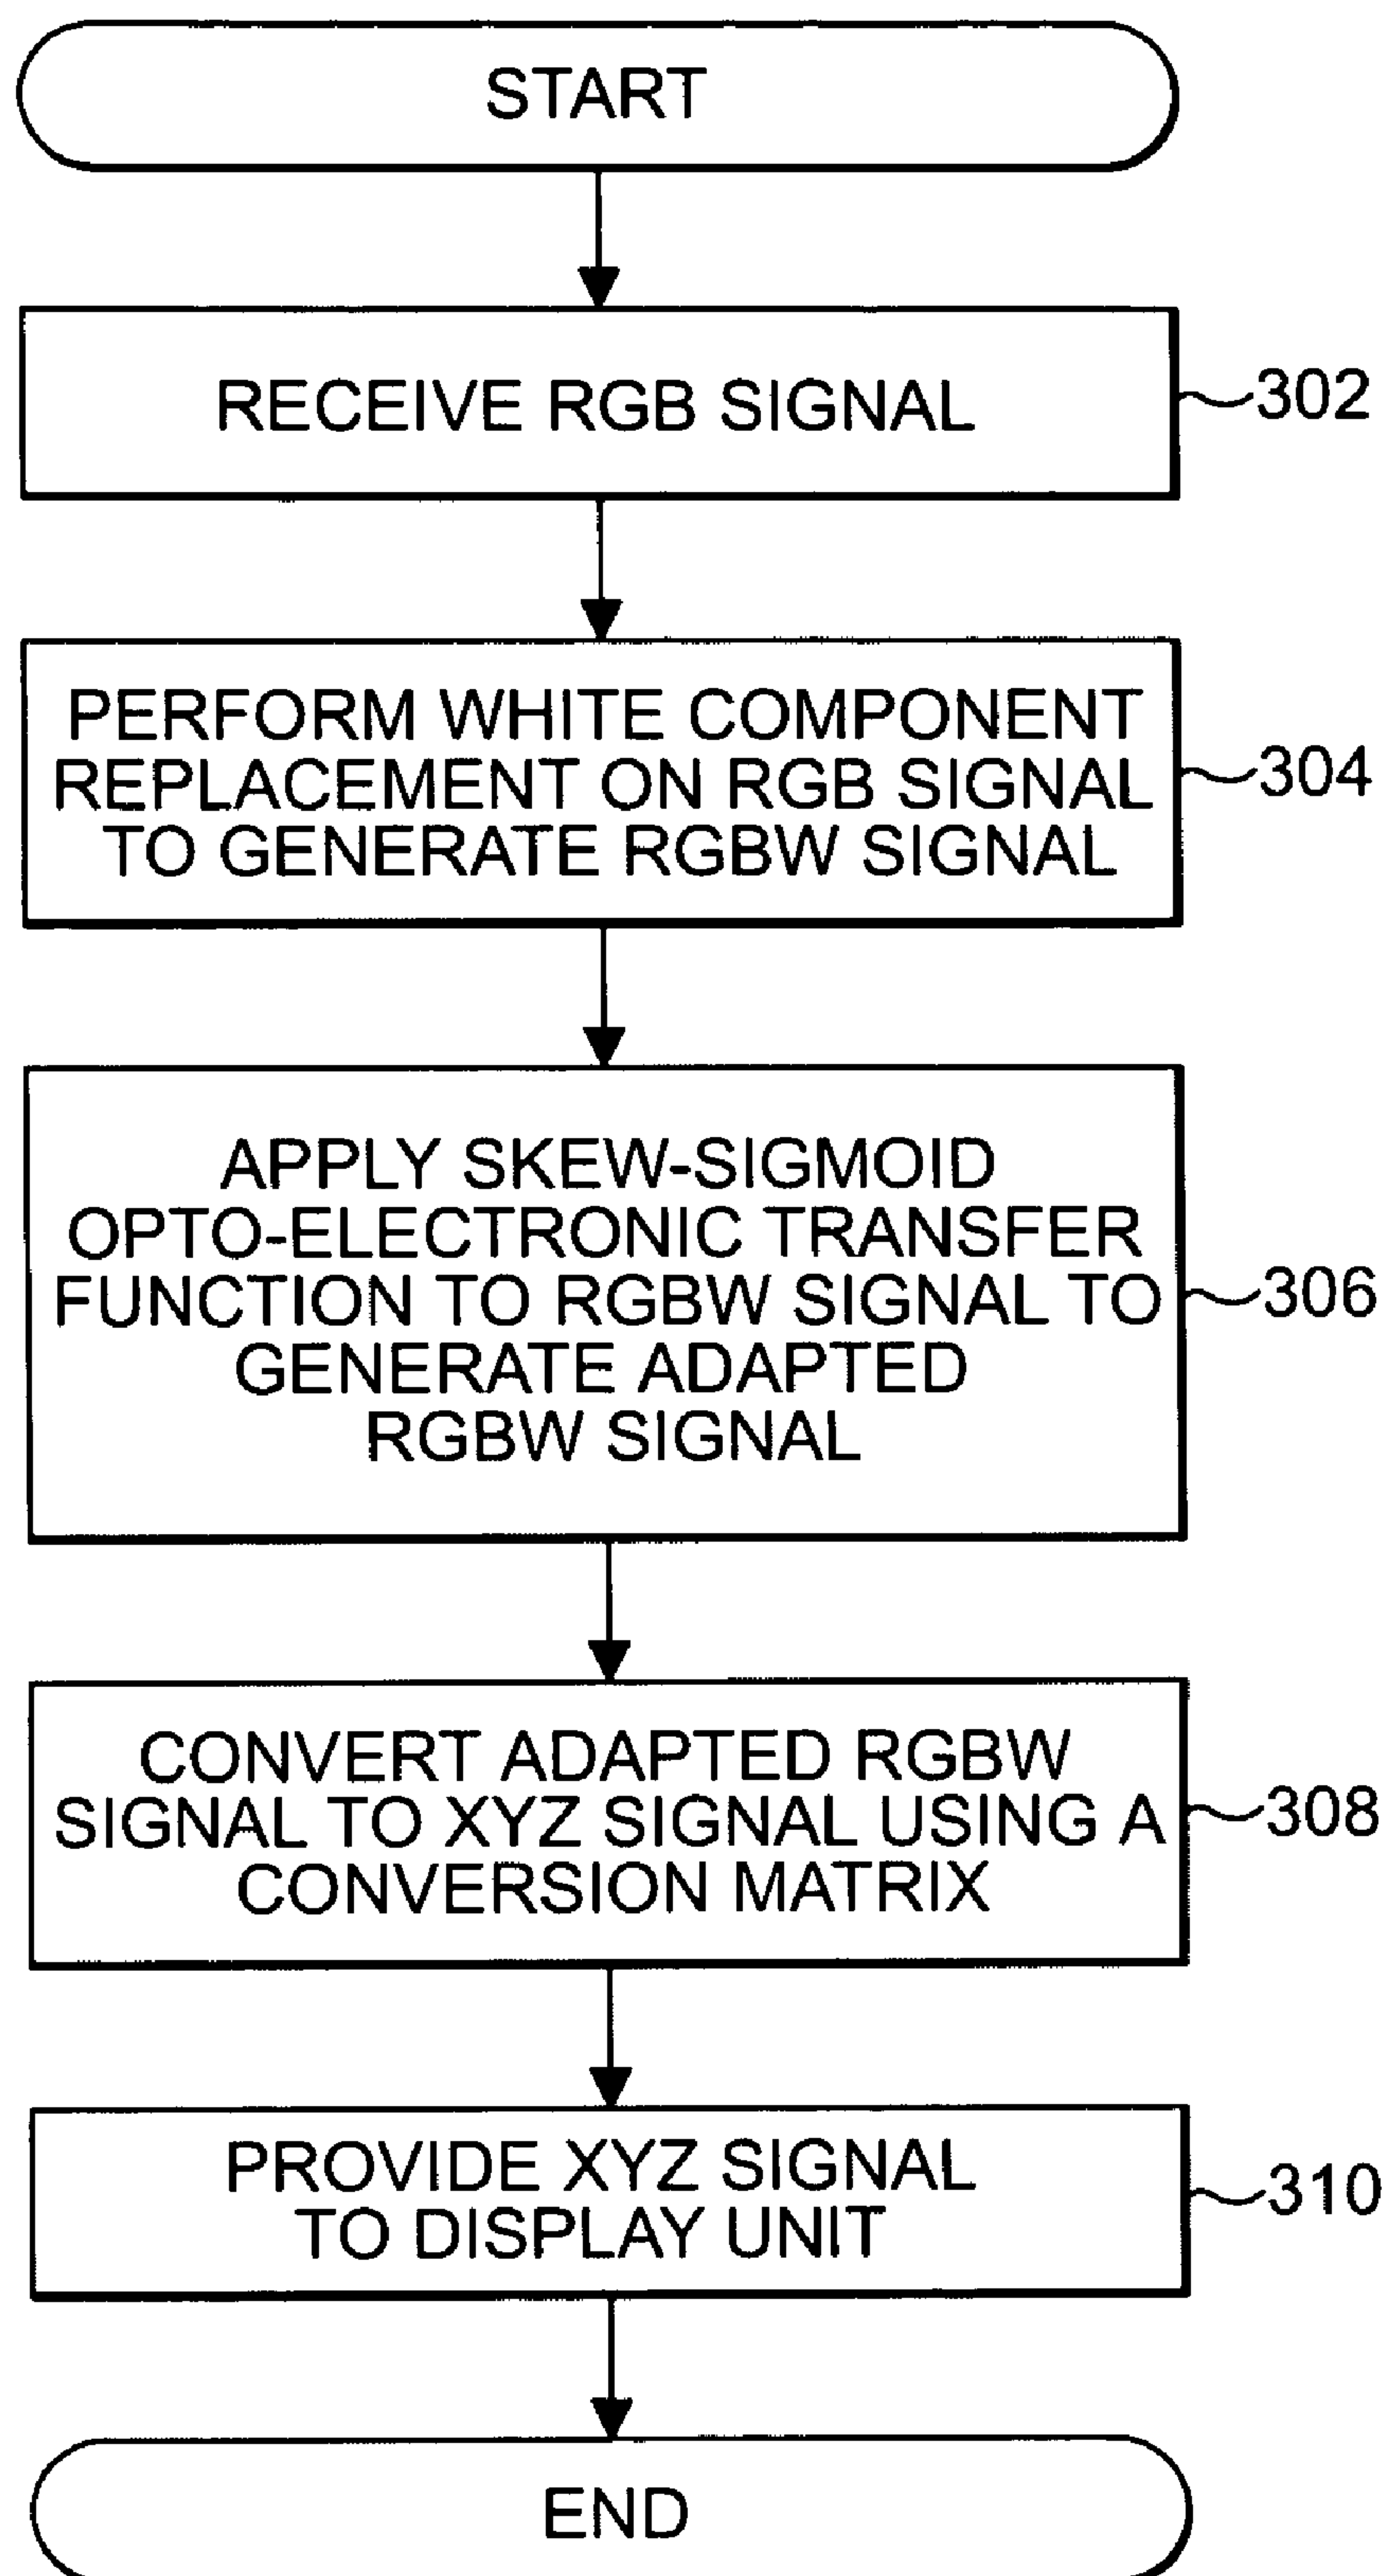 START
RECEIVE RGB SIGNAL
302
PERFORM WHITE COMPONENT
REPLACEMENT ON RGB SIGNAL
TO GENERATE RGBW SIGNAL
304
APPLY SKEW-SIGMOID
OPTO-ELECTRONIC TRANSFER
FUNCTION TO RGBW SIGNAL TO
GENERATE ADAPTED
RGBW SIGNAL
306
CONVERT ADAPTED RGBW
SIGNAL TO XYZ SIGNAL USING A
CONVERSION MATRIX
308
PROVIDE XYZ SIGNAL
TO DISPLAY UNIT
310
END